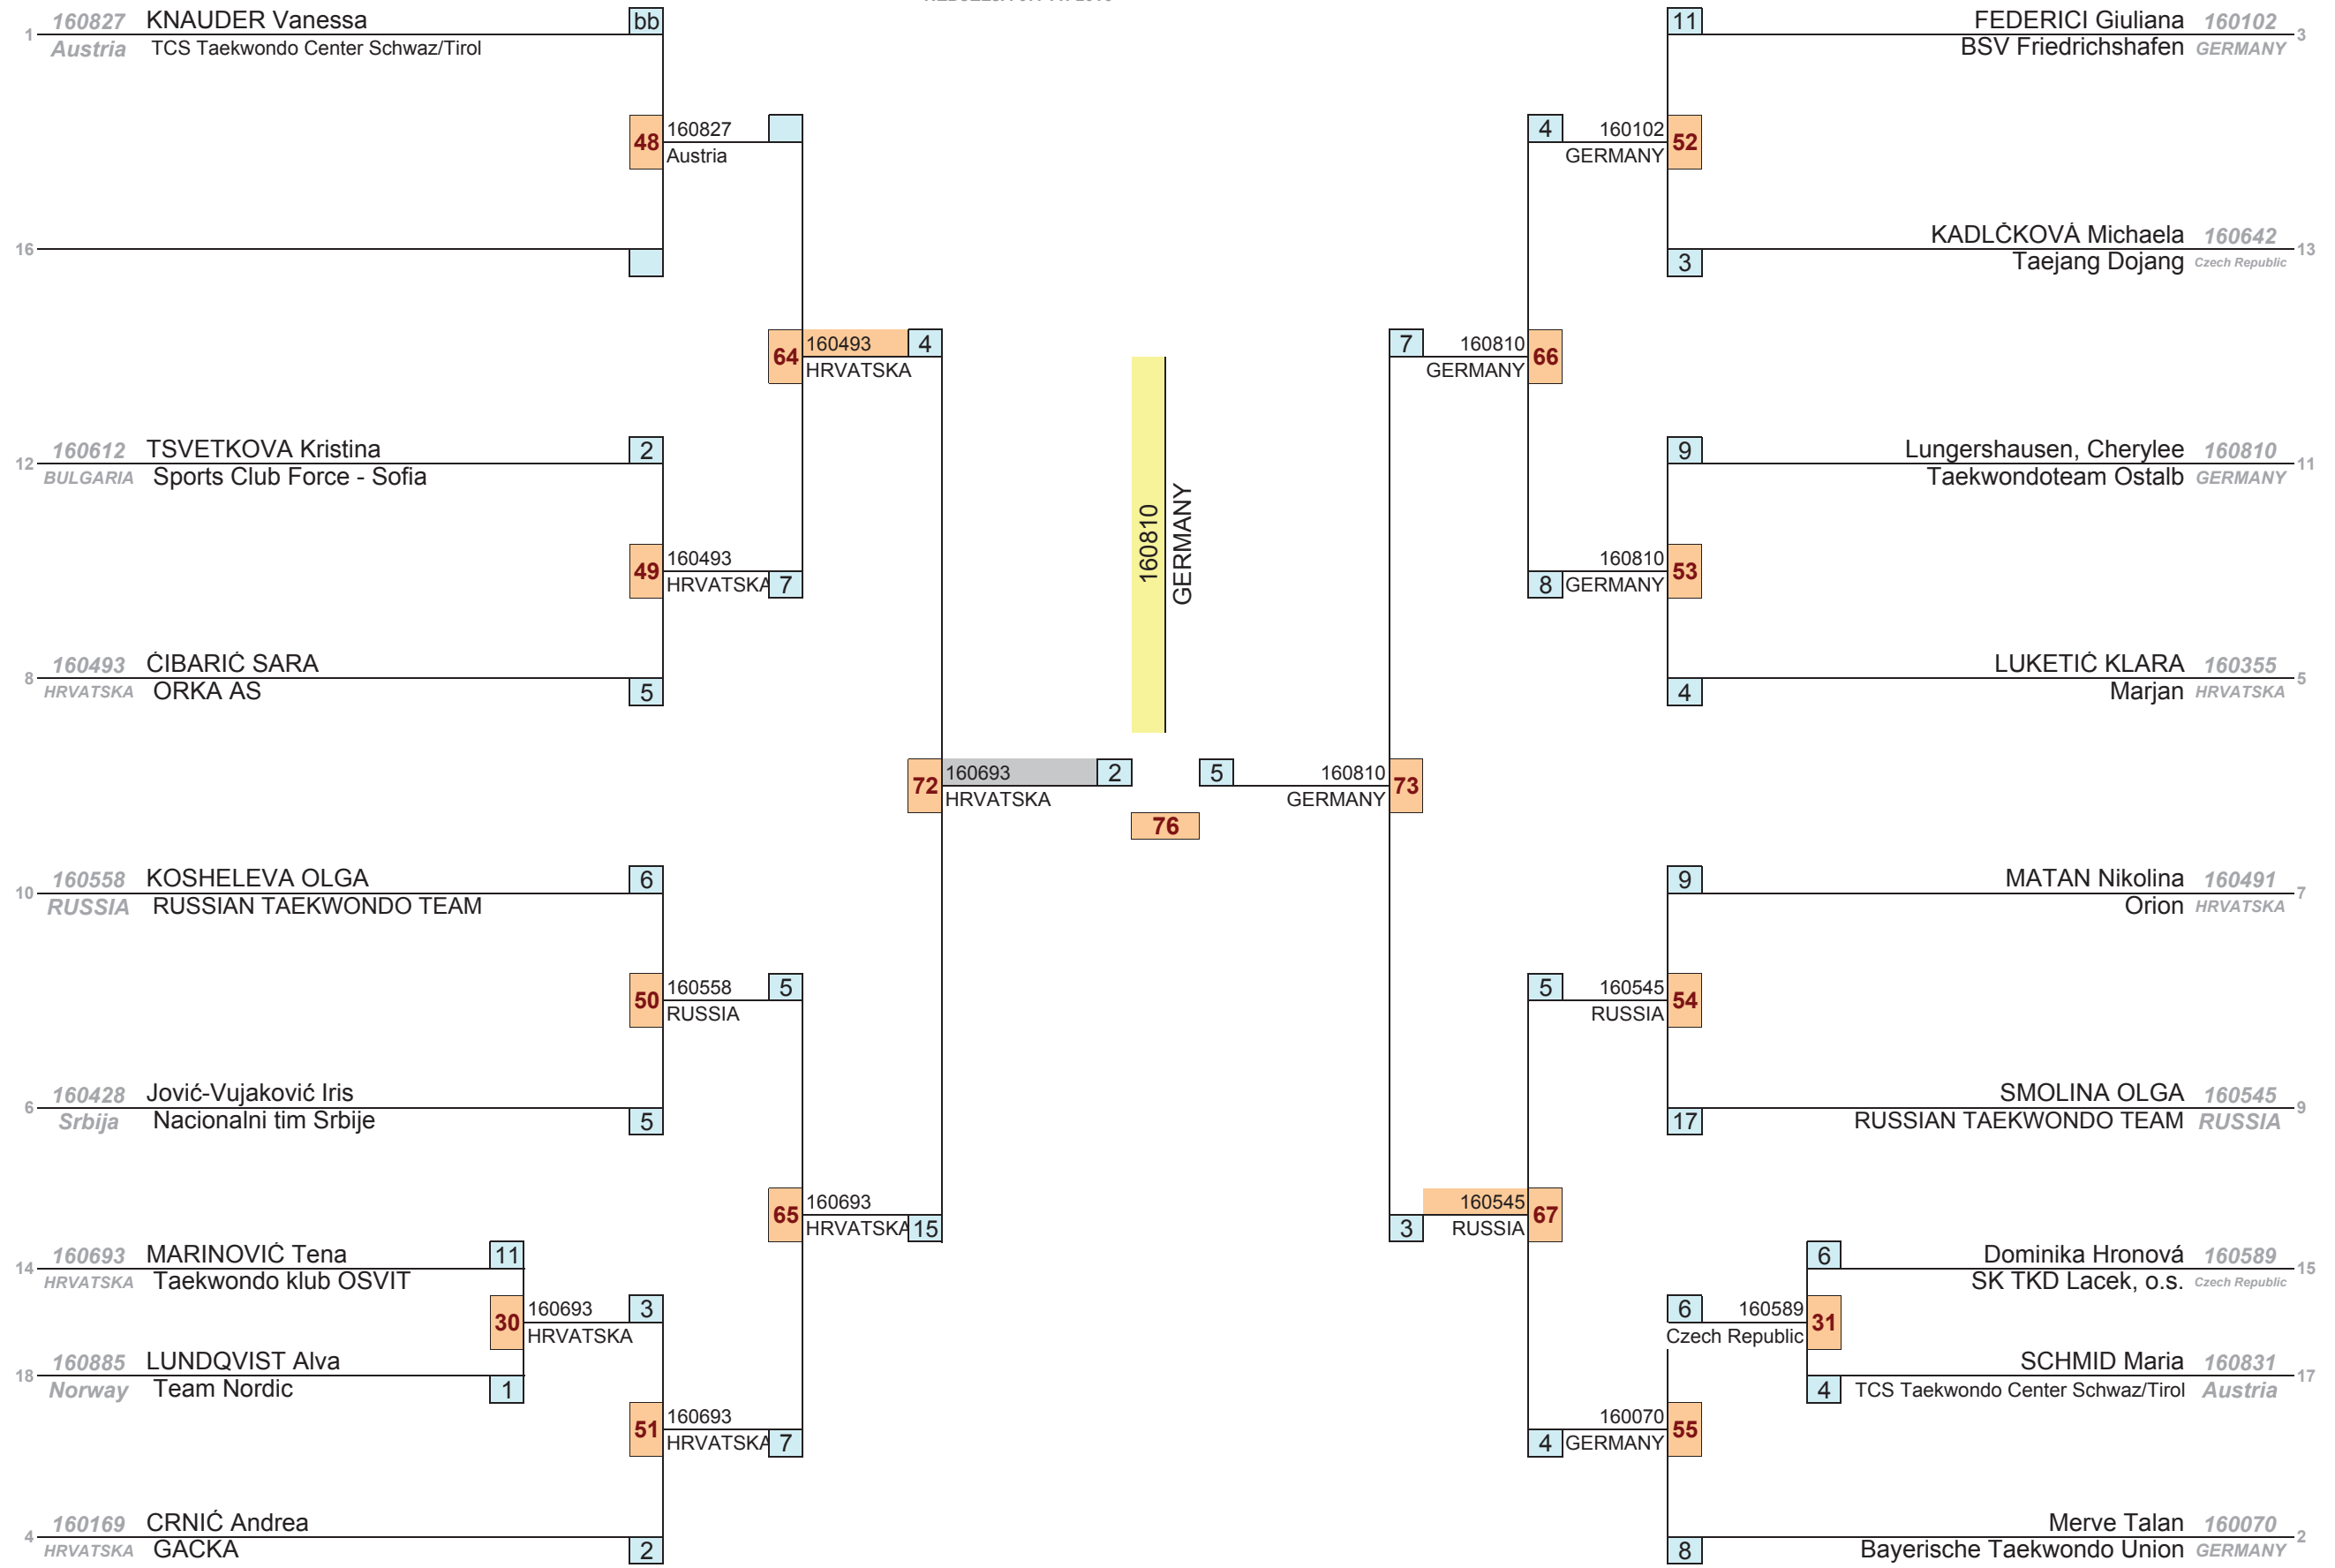 1 160827 KNAUDER Vanessa bb
Austria TCS Taekwondo Center Schwaz/Tirol
48 160827
Austria
16
64 160493 4
HRVATSKA
12 160612 TSVETKOVA Kristina 2
BULGARIA Sports Club Force - Sofia
49 160493
HRVATSKA 7
8 160493 ĆIBARIĆ SARA
HRVATSKA ORKA AS 5
72 160693 2
HRVATSKA
10 160558 KOSHELEVA OLGA 6
RUSSIA RUSSIAN TAEKWONDO TEAM
50 160558 5
RUSSIA
6 160428 Jović-Vujaković Iris
Srbija Nacionalni tim Srbije 5
65 160693
HRVATSKA 15
14 160693 MARINOVIĆ Tena 11
HRVATSKA Taekwondo klub OSVIT
30 160693 3
HRVATSKA
18 160885 LUNDQVIST Alva
Norway Team Nordic 1
51 160693
HRVATSKA 7
4 160169 CRNIĆ Andrea
HRVATSKA GACKA 2
160810
GERMANY
76
11 FEDERICI Giuliana 160102 3
BSV Friedrichshafen GERMANY
4 160102 52
GERMANY
KADLČKOVÁ Michaela 160642 13
3 Taejang Dojang Czech Republic
7 160810 66
GERMANY
9 Lungershausen, Cherylee 160810 11
Taekwondoteam Ostalb GERMANY
160810 53
8 GERMANY
LUKETIĆ KLARA 160355 5
4 Marjan HRVATSKA
5 160810 73
GERMANY
9 MATAN Nikolina 160491 7
Orion HRVATSKA
5 160545 54
RUSSIA
SMOLINA OLGA 160545 9
17 RUSSIAN TAEKWONDO TEAM RUSSIA
160545 67
3 RUSSIA
6 Dominika Hronová 160589 15
SK TKD Lacek, o.s. Czech Republic
6 160589 31
Czech Republic
SCHMID Maria 160831 17
4 TCS Taekwondo Center Schwaz/Tirol Austria
160070 55
4 GERMANY
Merve Talan 160070 2
8 Bayerische Taekwondo Union GERMANY